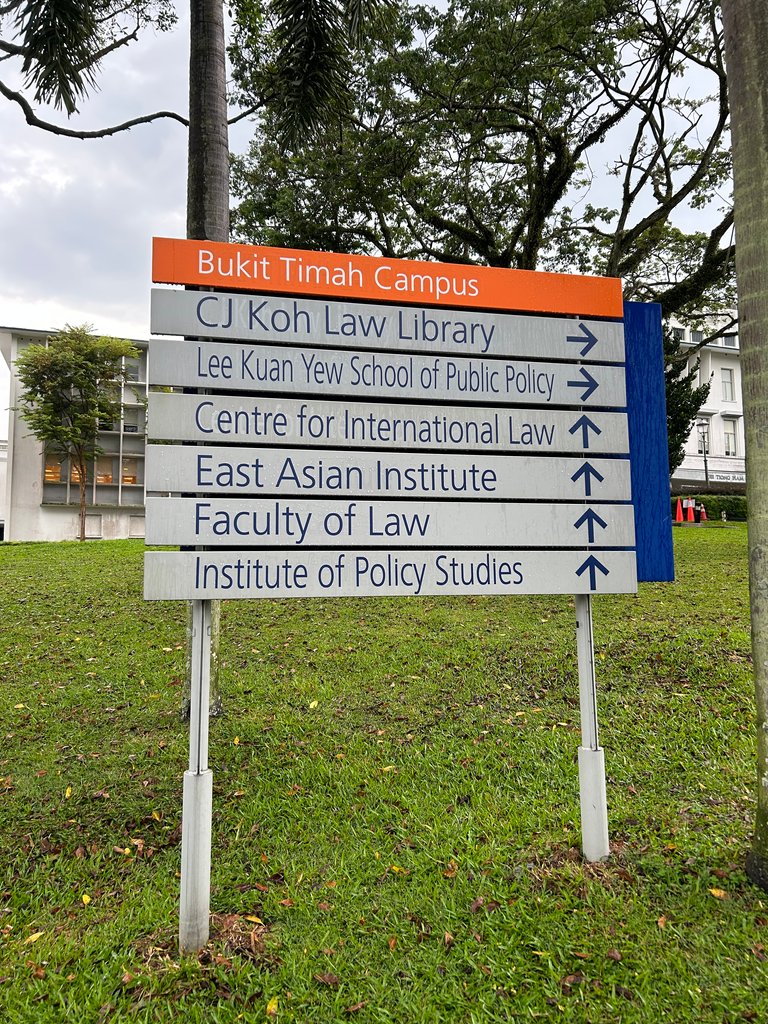 Bukit Timah Campus
CJ Koh Law Library →
Lee Kuan Yew School of Public Policy →
Centre for International Law ↑
East Asian Institute ↑
Faculty of Law ↑
Institute of Policy Studies ↑